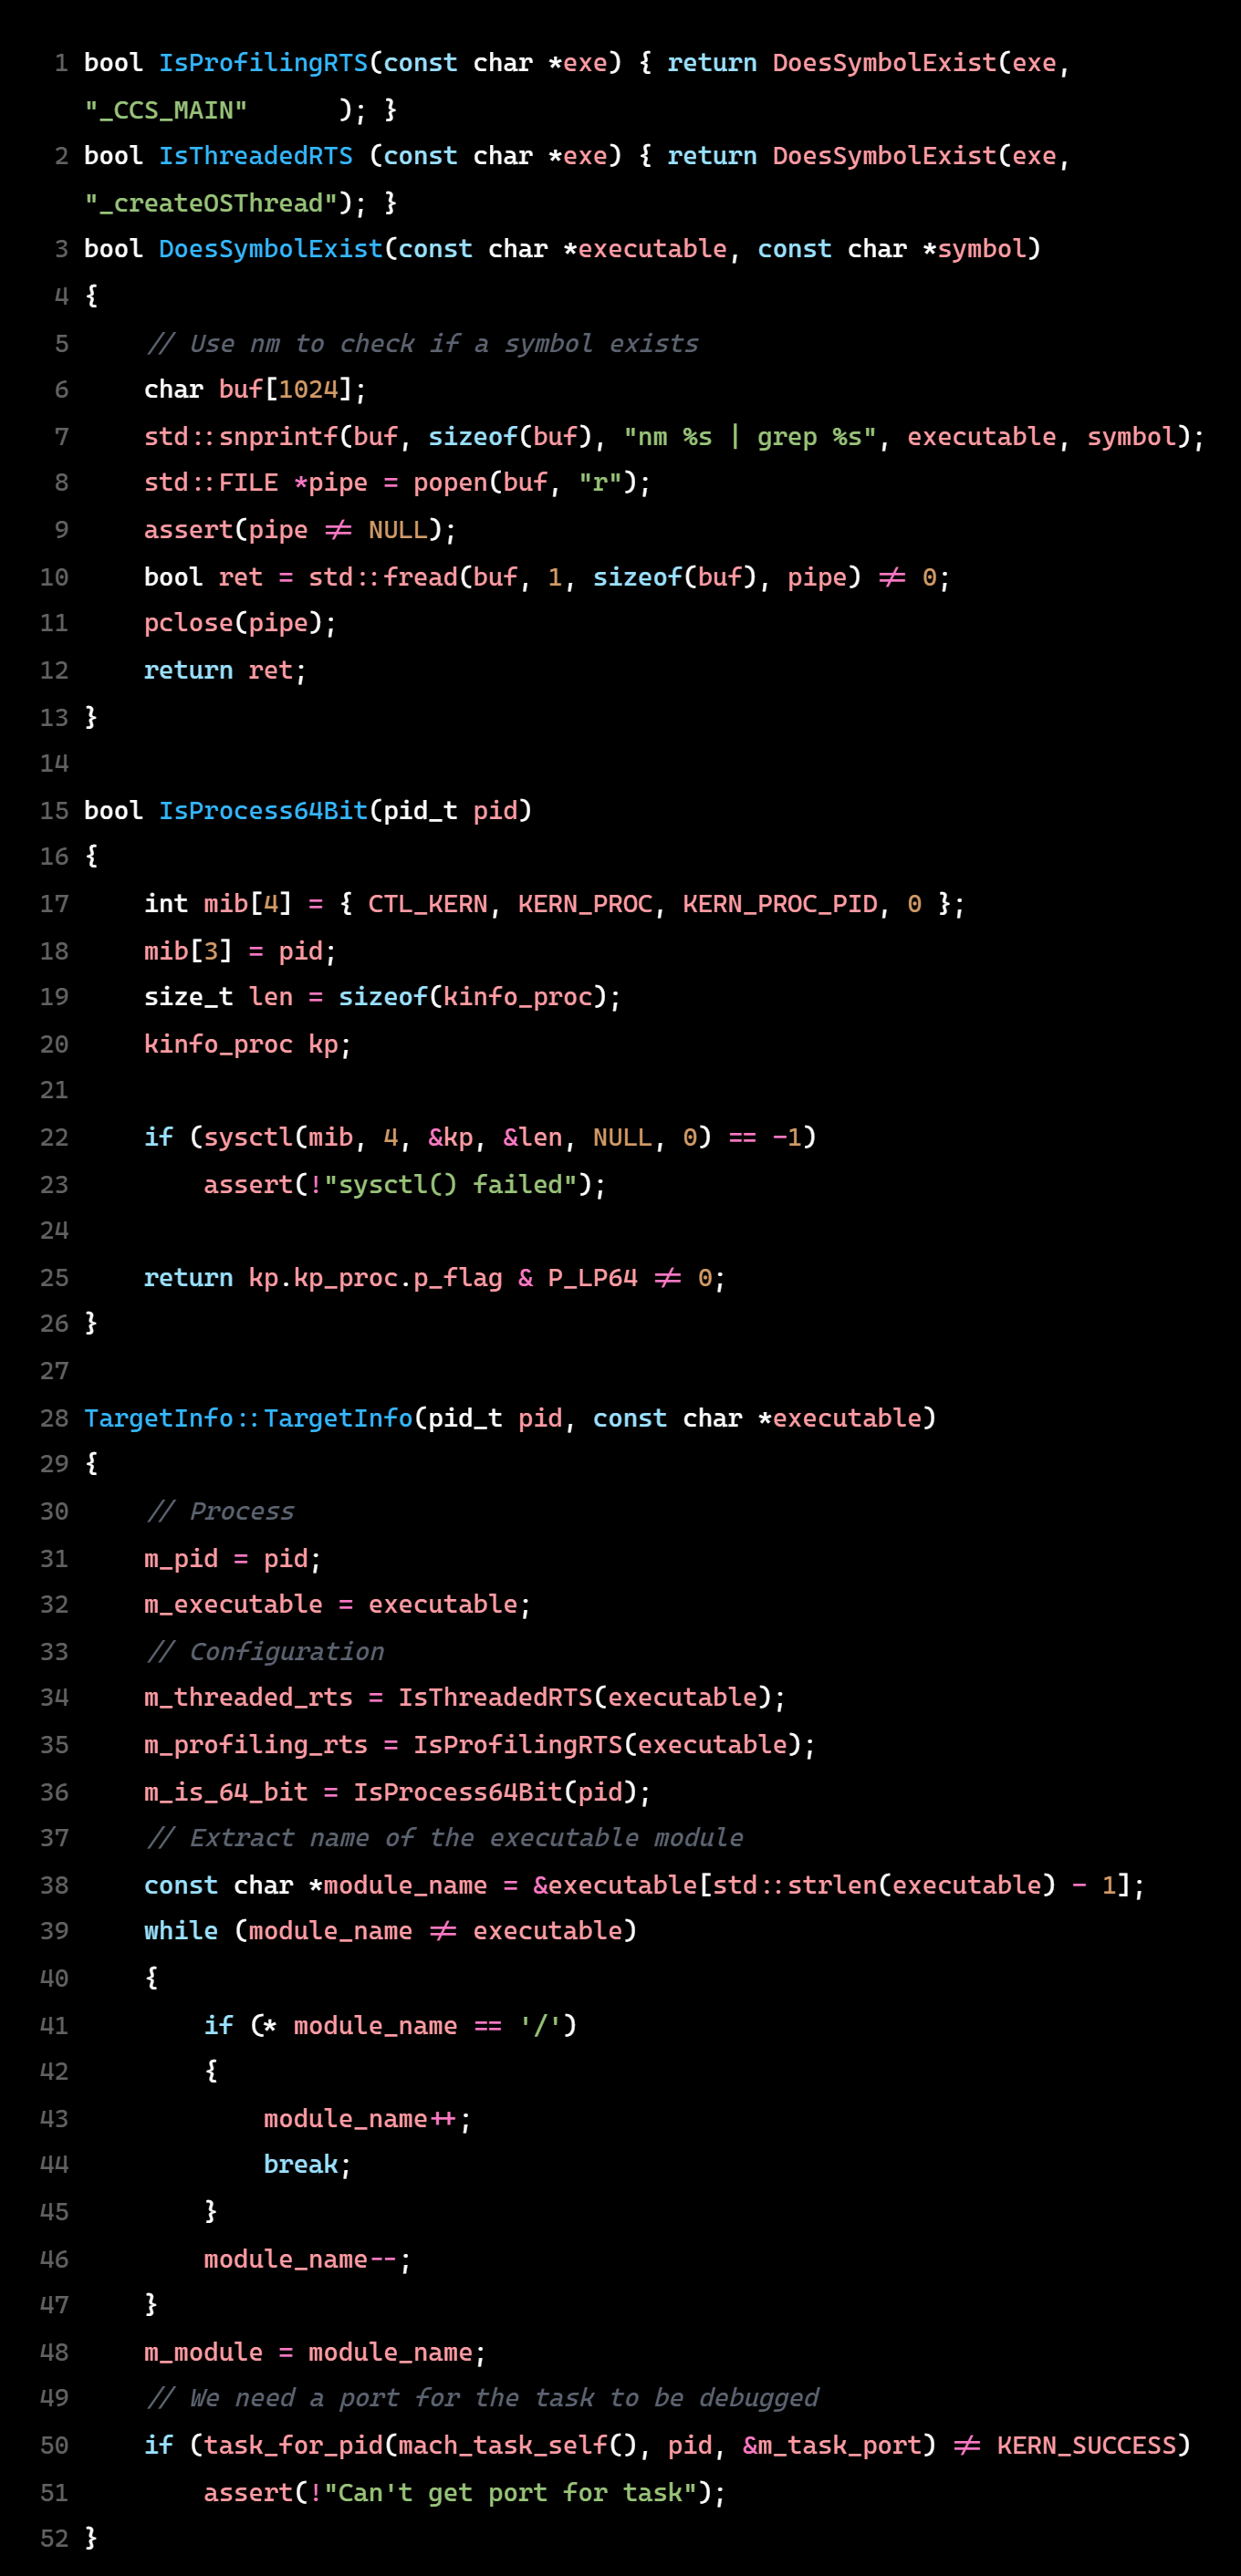 1 bool IsProfilingRTS(const char *exe) { return DoesSymbolExist(exe,
"_CCS_MAIN"      ); }
2 bool IsThreadedRTS (const char *exe) { return DoesSymbolExist(exe,
"_createOSThread"); }
3 bool DoesSymbolExist(const char *executable, const char *symbol)
4 {
5     // Use nm to check if a symbol exists
6     char buf[1024];
7     std::snprintf(buf, sizeof(buf), "nm %s | grep %s", executable, symbol);
8     std::FILE *pipe = popen(buf, "r");
9     assert(pipe != NULL);
10     bool ret = std::fread(buf, 1, sizeof(buf), pipe) != 0;
11     pclose(pipe);
12     return ret;
13 }
14
15 bool IsProcess64Bit(pid_t pid)
16 {
17     int mib[4] = { CTL_KERN, KERN_PROC, KERN_PROC_PID, 0 };
18     mib[3] = pid;
19     size_t len = sizeof(kinfo_proc);
20     kinfo_proc kp;
21
22     if (sysctl(mib, 4, &kp, &len, NULL, 0) == -1)
23         assert(!"sysctl() failed");
24
25     return kp.kp_proc.p_flag & P_LP64 != 0;
26 }
27
28 TargetInfo::TargetInfo(pid_t pid, const char *executable)
29 {
30     // Process
31     m_pid = pid;
32     m_executable = executable;
33     // Configuration
34     m_threaded_rts = IsThreadedRTS(executable);
35     m_profiling_rts = IsProfilingRTS(executable);
36     m_is_64_bit = IsProcess64Bit(pid);
37     // Extract name of the executable module
38     const char *module_name = &executable[std::strlen(executable) - 1];
39     while (module_name != executable)
40     {
41         if (* module_name == '/')
42         {
43             module_name++;
44             break;
45         }
46         module_name--;
47     }
48     m_module = module_name;
49     // We need a port for the task to be debugged
50     if (task_for_pid(mach_task_self(), pid, &m_task_port) != KERN_SUCCESS)
51         assert(!"Can't get port for task");
52 }